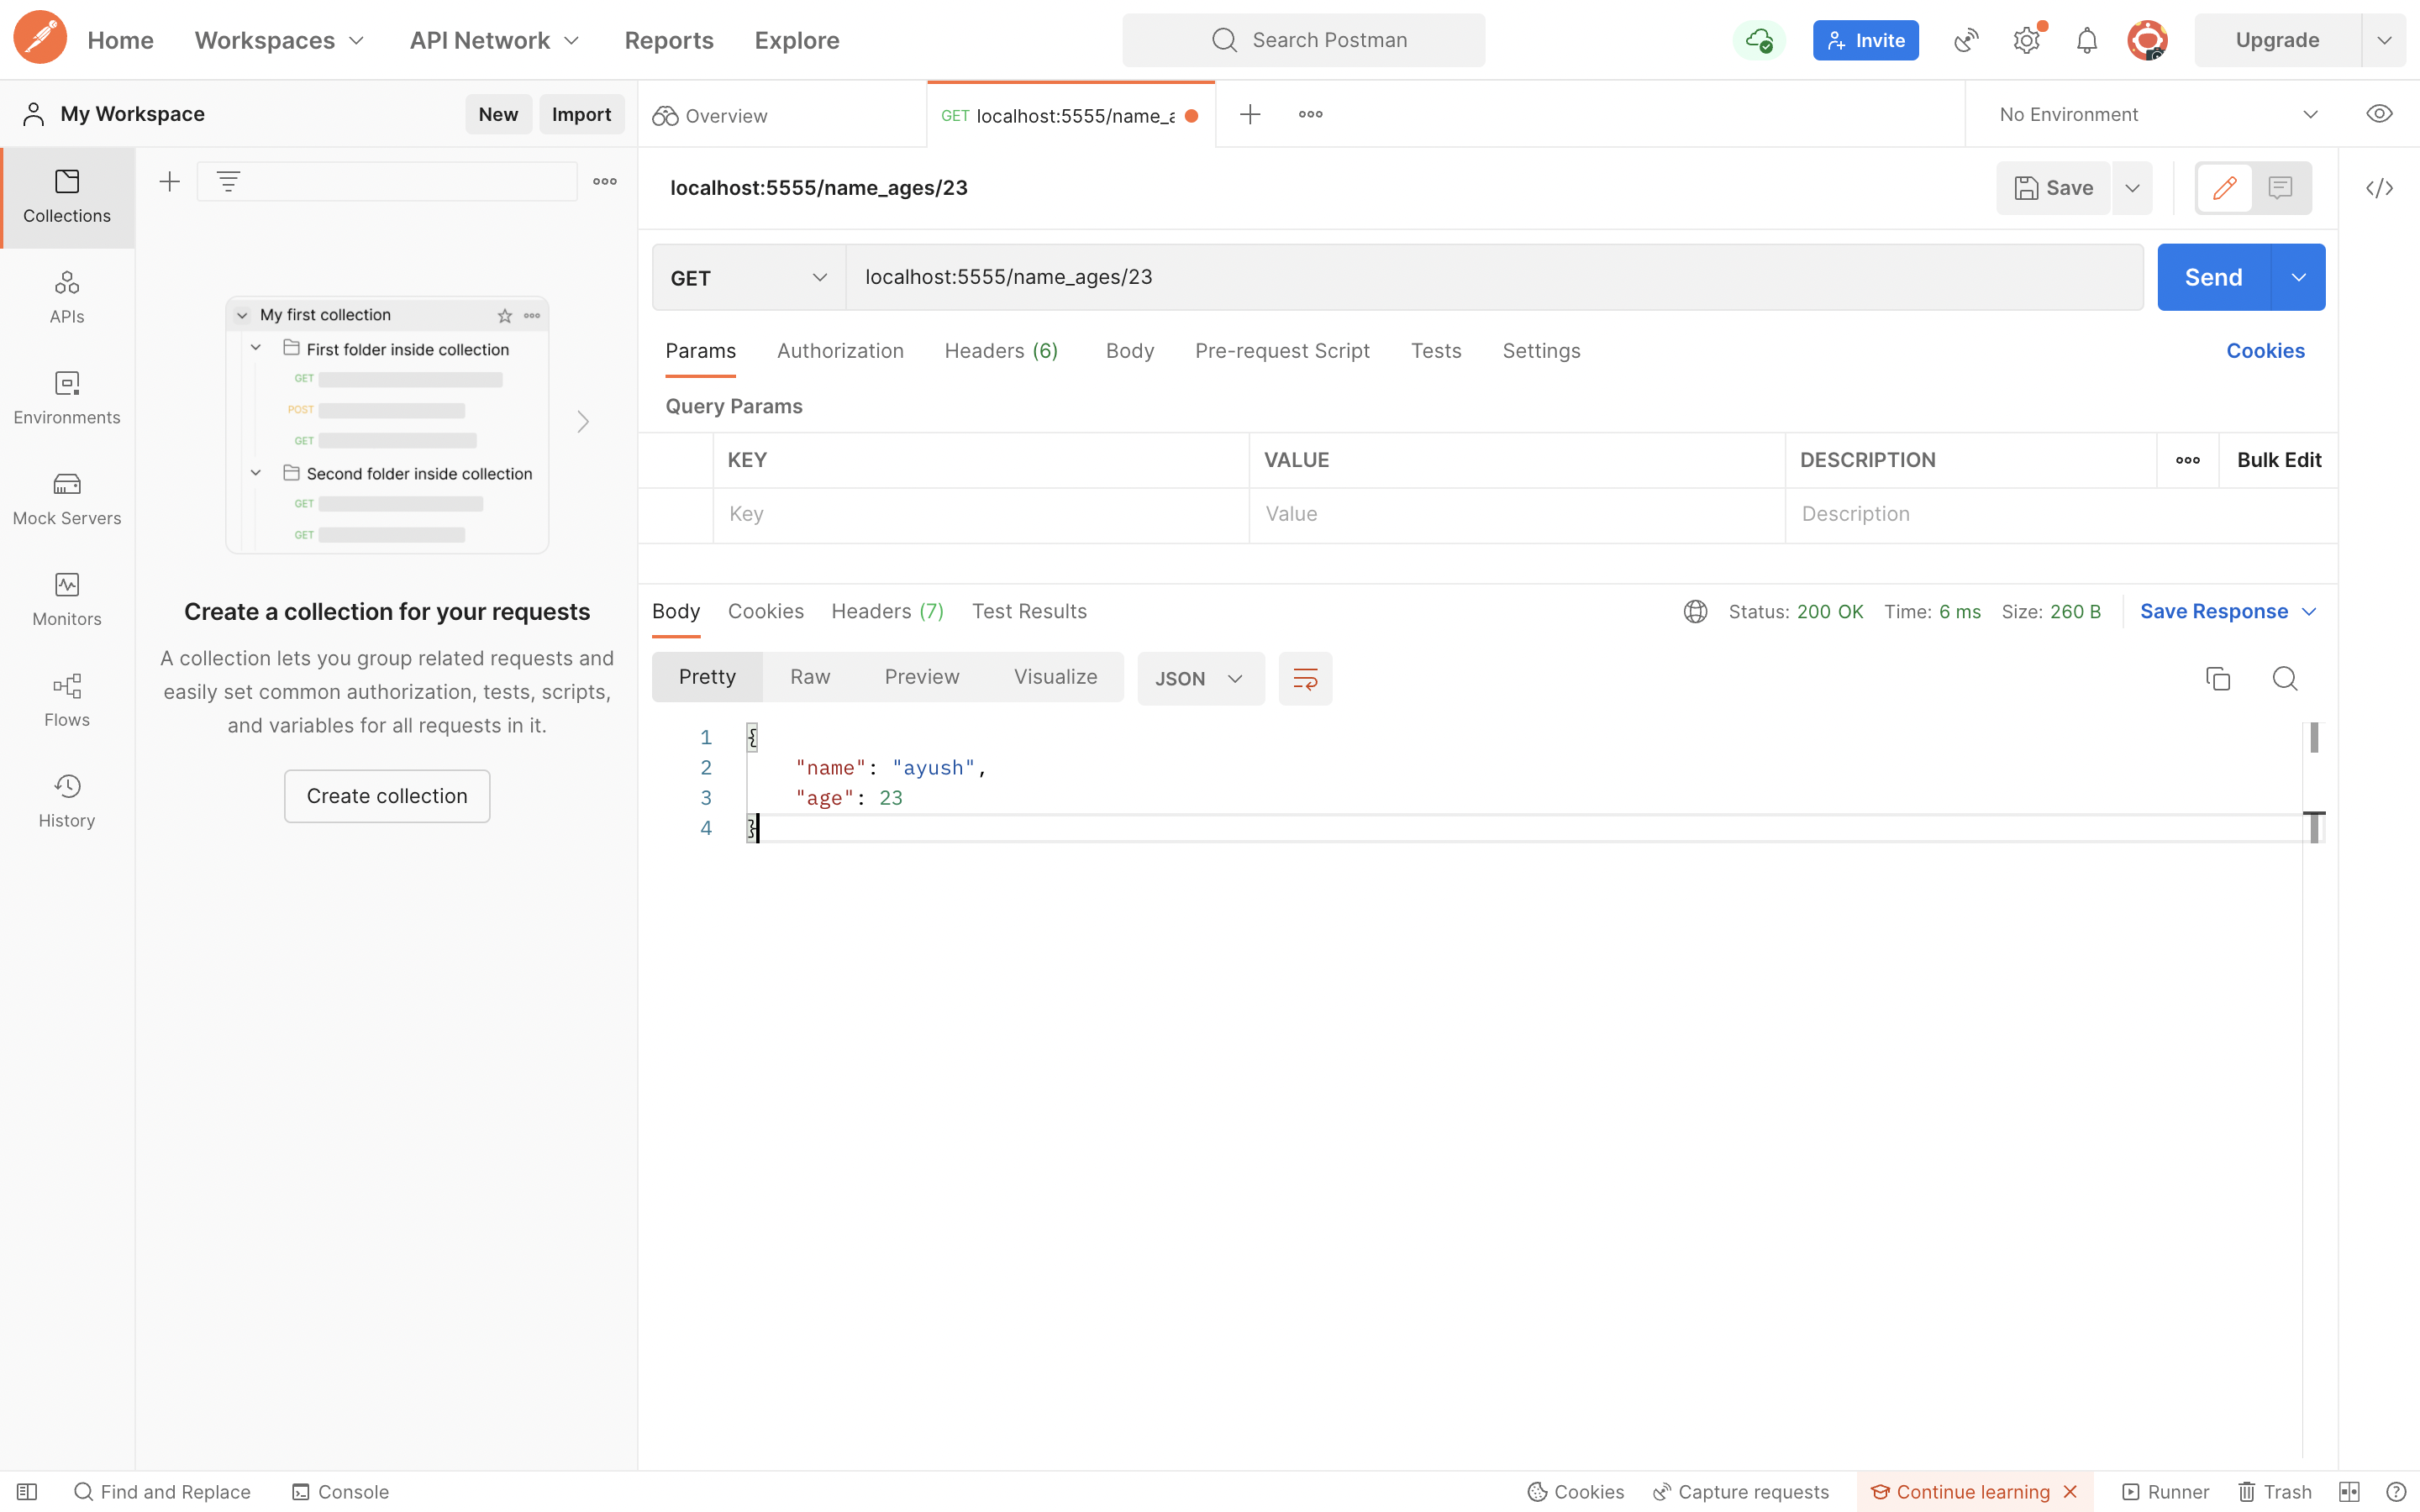 Home
Workspaces
API Network
Reports
Explore
Search Postman
Invite
Upgrade
My Workspace
New
Import
Overview
GET localhost:5555/name_a
No Environment
Collections
APIs
Environments
Mock Servers
Monitors
Flows
History
My first collection
First folder inside collection
GET
POST
GET
Second folder inside collection
GET
GET
Create a collection for your requests
A collection lets you group related requests and
easily set common authorization, tests, scripts,
and variables for all requests in it.
Create collection
localhost:5555/name_ages/23
Save
GET
localhost:5555/name_ages/23
Send
Params
Authorization
Headers (6)
Body
Pre-request Script
Tests
Settings
Cookies
Query Params
KEY
VALUE
DESCRIPTION
Bulk Edit
Key
Value
Description
Body
Cookies
Headers (7)
Test Results
Status: 200 OK
Time: 6 ms
Size: 260 B
Save Response
Pretty
Raw
Preview
Visualize
JSON
1 {
2 "name": "ayush",
3 "age": 23
4 }
Find and Replace
Console
Cookies
Capture requests
Continue learning
Runner
Trash